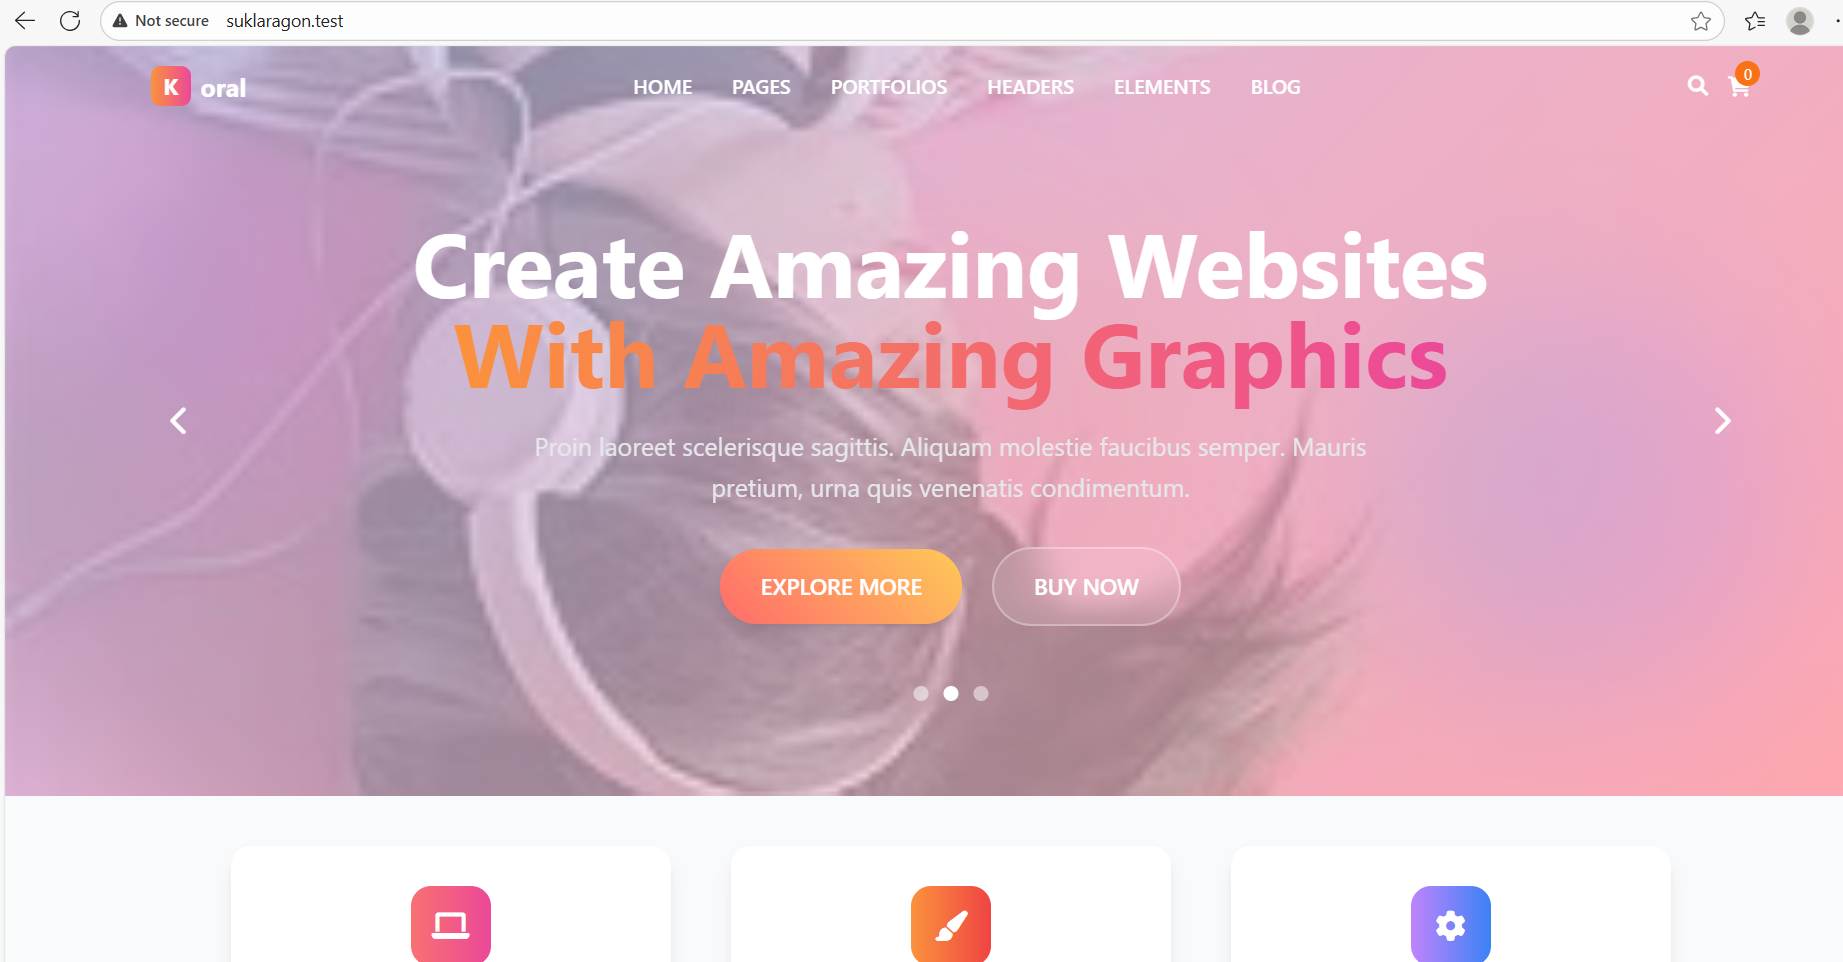 Not secure suklaragon.test
K oral
HOME PAGES PORTFOLIOS HEADERS ELEMENTS BLOG
0
Create Amazing Websites
With Amazing Graphics
Proin laoreet scelerisque sagittis. Aliquam molestie faucibus semper. Mauris
pretium, urna quis venenatis condimentum.
EXPLORE MORE BUY NOW